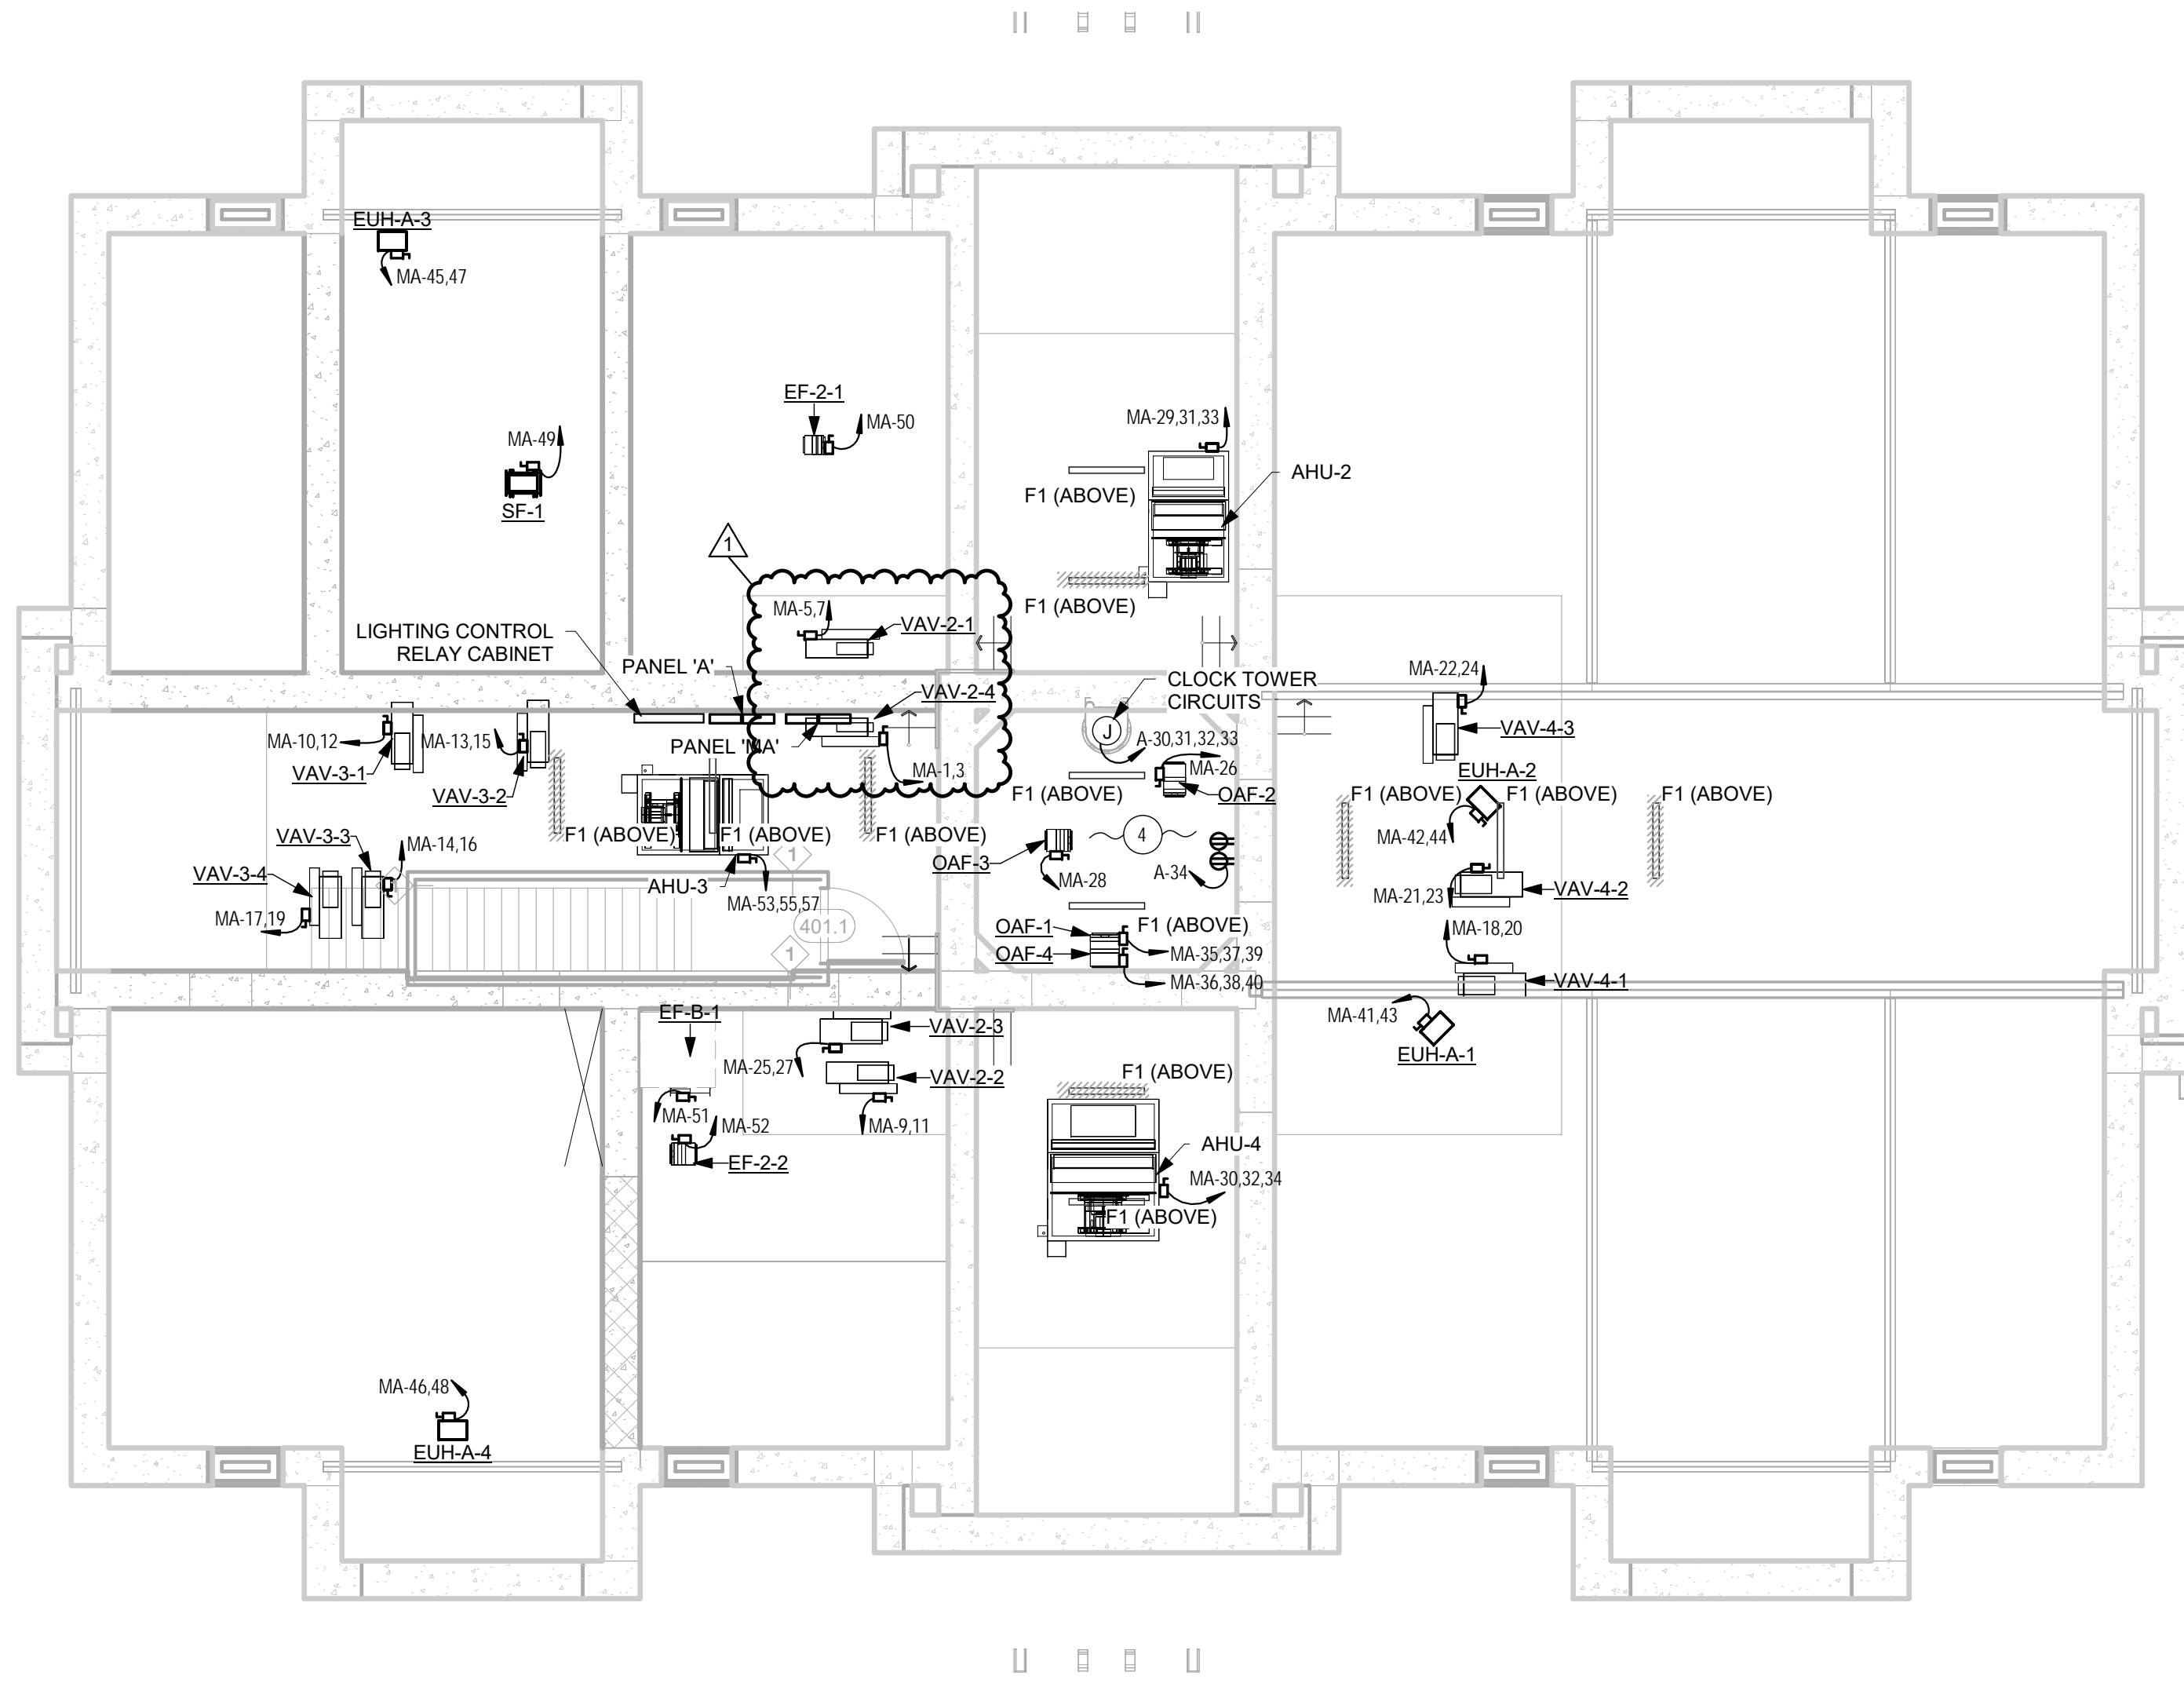 EUH-A-3
MA-45,47
EF-2-1
MA-50
MA-29,31,33
MA-49
AHU-2
F1 (ABOVE)
SF-1
1
MA-5,7
F1 (ABOVE)
VAV-2-1
LIGHTING CONTROL
RELAY CABINET
PANEL 'A'
MA-22,24
CLOCK TOWER
CIRCUITS
VAV-2-4
J
VAV-4-3
MA-10,12
MA-13,15
PANEL 'MA'
A-30,31,32,33
VAV-3-1
MA-1,3
MA-26
EUH-A-2
VAV-3-2
F1 (ABOVE)
OAF-2
F1 (ABOVE)
F1 (ABOVE)
F1 (ABOVE)
VAV-3-3
F1 (ABOVE)
F1 (ABOVE)
F1 (ABOVE)
4
MA-42,44
MA-14,16
1
OAF-3
VAV-3-4
AHU-3
MA-28
A-34
VAV-4-2
MA-21,23
MA-53,55,57
MA-17,19
401.1
OAF-1
F1 (ABOVE)
MA-18,20
1
OAF-4
MA-35,37,39
MA-36,38,40
VAV-4-1
EF-B-1
VAV-2-3
MA-41,43
EUH-A-1
MA-25,27
VAV-2-2
F1 (ABOVE)
MA-51
MA-52
MA-9,11
EF-2-2
AHU-4
MA-30,32,34
F1 (ABOVE)
MA-46,48
EUH-A-4